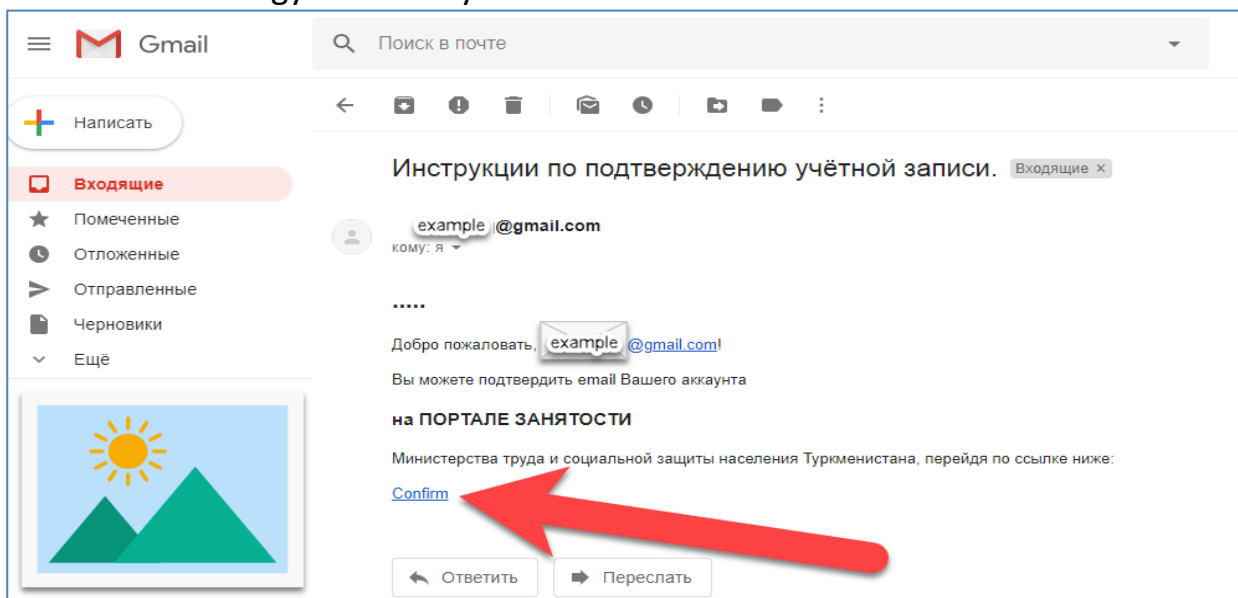 Gmail
Поиск в почте
Написать
Входящие
Помеченные
Отложенные
Отправленные
Черновики
Ещё
Инструкции по подтверждению учётной записи. Входящие ×
example @gmail.com
кому: я
.....
Добро пожаловать, example @gmail.com!
Вы можете подтвердить email Вашего аккаунта
на ПОРТАЛЕ ЗАНЯТОСТИ
Министерства труда и социальной защиты населения Туркменистана, перейдя по ссылке ниже:
Confirm
Ответить
Переслать